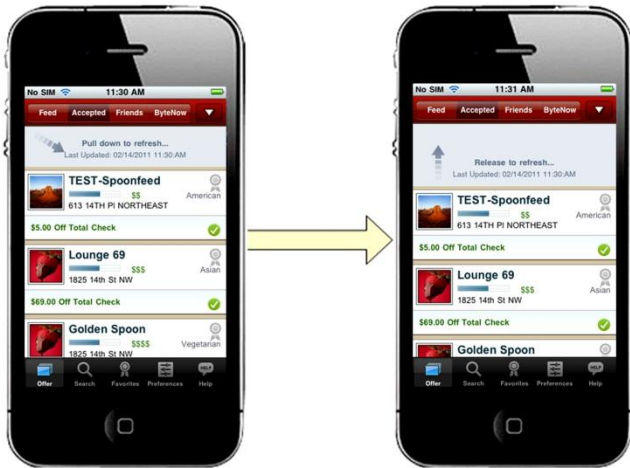 No SIM 11:30 AM
Feed Accepted Friends ByteNow
Pull down to refresh...
Last Updated: 02/14/2011 11:30:AM
TEST-Spoonfeed
$$ American
613 14TH Pl NORTHEAST
$5.00 Off Total Check
Lounge 69
$$$ Asian
1825 14th St NW
$69.00 Off Total Check
Golden Spoon
$$$$ Vegetarian
1825 14th St NW
Offer Search Favorites Preferences Help
HELP
No SIM 11:31 AM
Feed Accepted Friends ByteNow
Release to refresh...
Last Updated: 02/14/2011 11:30:AM
TEST-Spoonfeed
$$ American
613 14TH Pl NORTHEAST
$5.00 Off Total Check
Lounge 69
$$$ Asian
1825 14th St NW
$69.00 Off Total Check
Golden Spoon
HELP
Offer Search Favorites Preferences Help